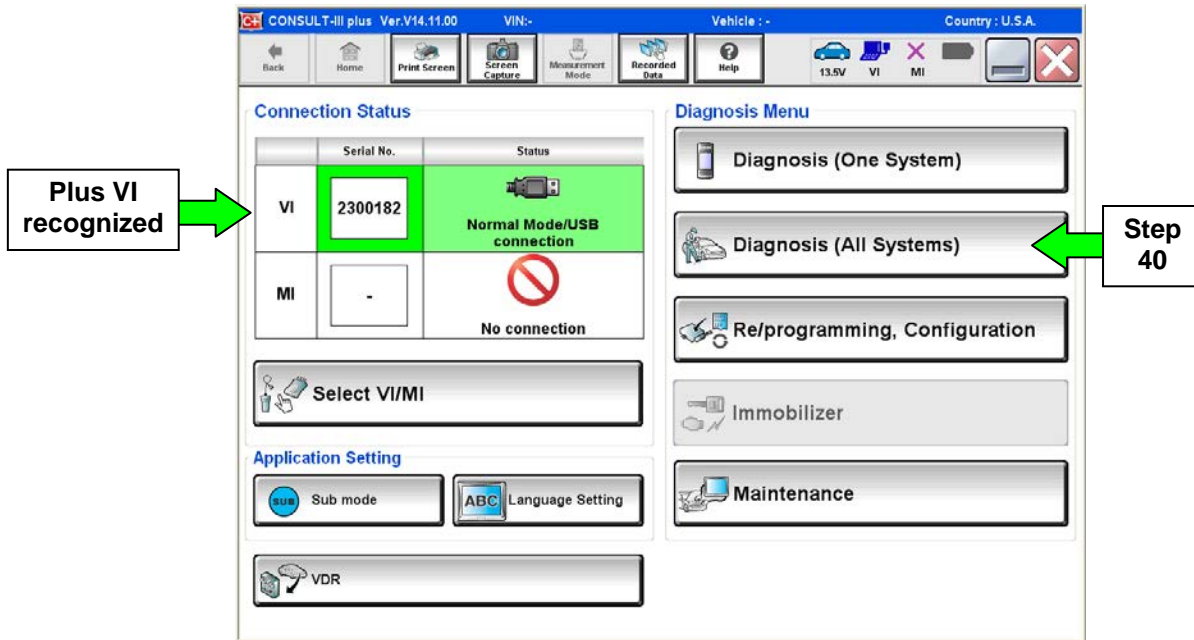 C+ CONSULT-III plus Ver.V14.11.00 VIN:- Vehicle : - Country : U.S.A.
Back Home Print Screen Screen Capture Measurement Mode Recorded Data Help 13.5V VI MI
Connection Status
Serial No. Status
VI 2300182 Normal Mode/USB
connection
MI - No connection
Select VI/MI
Application Setting
SUB Sub mode ABC Language Setting
VDR
Diagnosis Menu
Diagnosis (One System)
Diagnosis (All Systems)
Re/programming, Configuration
Immobilizer
Maintenance
Plus VI
recognized
Step
40